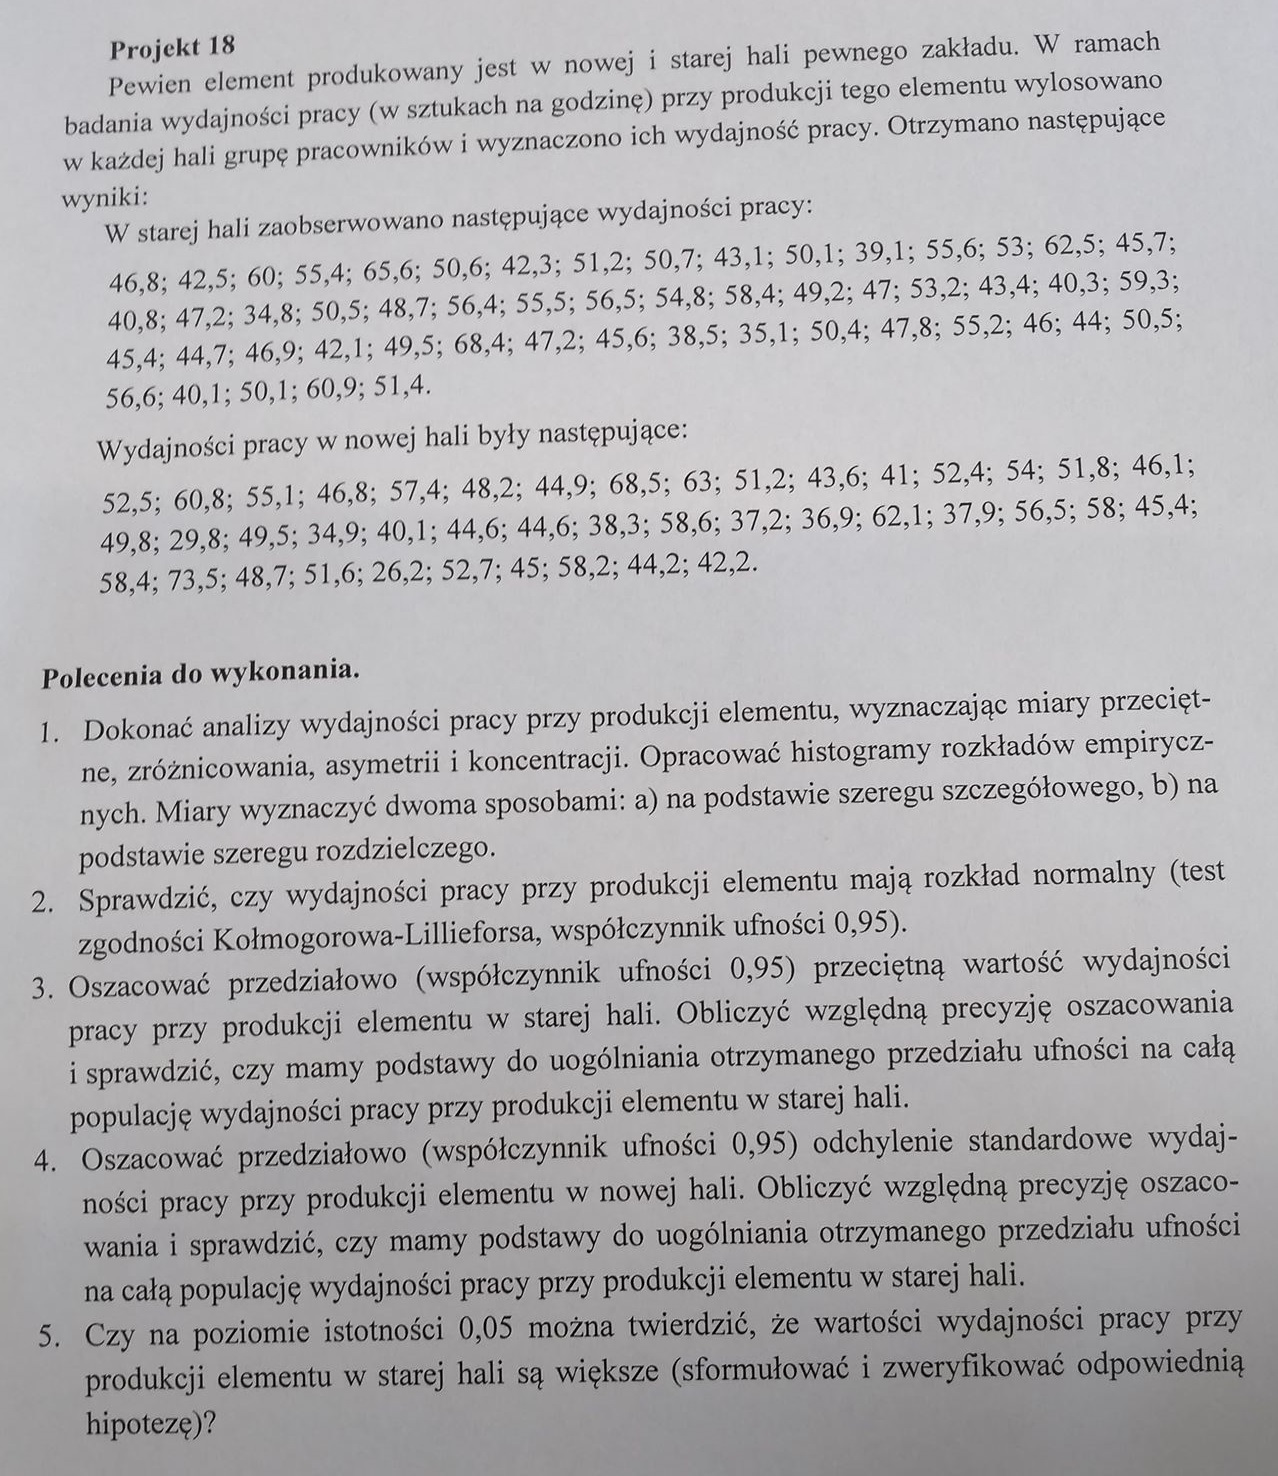 Projekt 18
Pewien element produkowany jest w nowej i starej hali pewnego zakładu. W ramach
badania wydajności pracy (w sztukach na godzinę) przy produkcji tego elementu wylosowano
w każdej hali grupę pracowników i wyznaczono ich wydajność pracy. Otrzymano następujące
wyniki:
W starej hali zaobserwowano następujące wydajności pracy:
46,8; 42,5; 60; 55,4; 65,6; 50,6; 42,3; 51,2; 50,7; 43,1; 50,1; 39,1; 55,6; 53; 62,5; 45,7;
40,8; 47,2; 34,8; 50,5; 48,7; 56,4; 55,5; 56,5; 54,8; 58,4; 49,2; 47; 53,2; 43,4; 40,3; 59,3;
45,4; 44,7; 46,9; 42,1; 49,5; 68,4; 47,2; 45,6; 38,5; 35,1; 50,4; 47,8; 55,2; 46; 44; 50,5;
56,6; 40,1; 50,1; 60,9; 51,4.
Wydajności pracy w nowej hali były następujące:
52,5; 60,8; 55,1; 46,8; 57,4; 48,2; 44,9; 68,5; 63; 51,2; 43,6; 41; 52,4; 54; 51,8; 46,1;
49,8; 29,8; 49,5; 34,9; 40,1; 44,6; 44,6; 38,3; 58,6; 37,2; 36,9; 62,1; 37,9; 56,5; 58; 45,4;
58,4; 73,5; 48,7; 51,6; 26,2; 52,7; 45; 58,2; 44,2; 42,2.
Polecenia do wykonania.
1. Dokonać analizy wydajności pracy przy produkcji elementu, wyznaczając miary przecięt-
ne, zróżnicowania, asymetrii i koncentracji. Opracować histogramy rozkładów empirycz-
nych. Miary wyznaczyć dwoma sposobami: a) na podstawie szeregu szczegółowego, b) na
podstawie szeregu rozdzielczego.
2. Sprawdzić, czy wydajności pracy przy produkcji elementu mają rozkład normalny (test
zgodności Kołmogorowa-Lillieforsa, współczynnik ufności 0,95).
3. Oszacować przedziałowo (współczynnik ufności 0,95) przeciętną wartość wydajności
pracy przy produkcji elementu w starej hali. Obliczyć względną precyzję oszacowania
i sprawdzić, czy mamy podstawy do uogólniania otrzymanego przedziału ufności na całą
populację wydajności pracy przy produkcji elementu w starej hali.
4. Oszacować przedziałowo (współczynnik ufności 0,95) odchylenie standardowe wydaj-
ności pracy przy produkcji elementu w nowej hali. Obliczyć względną precyzję oszaco-
wania i sprawdzić, czy mamy podstawy do uogólniania otrzymanego przedziału ufności
na całą populację wydajności pracy przy produkcji elementu w starej hali.
5. Czy na poziomie istotności 0,05 można twierdzić, że wartości wydajności pracy przy
produkcji elementu w starej hali są większe (sformułować i zweryfikować odpowiednią
hipotezę)?